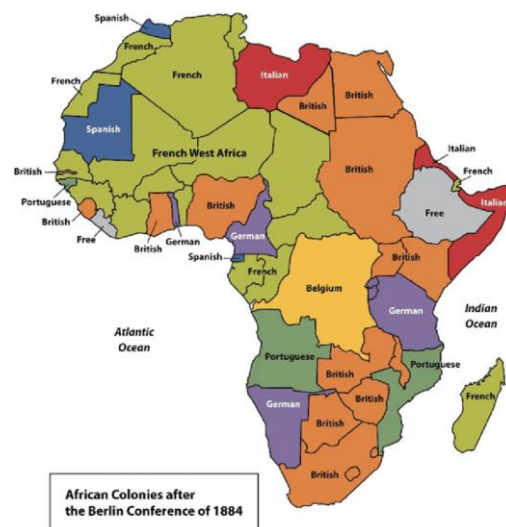 Spanish
French
French
Italian
French
British
British
Spanish
French West Africa
Italian
British
British
French
Portuguese
British
Free
Italian
British
German
Free
British
German
British
Spanish
French
British
Belgium
German
Indian
Ocean
Atlantic
Ocean
Portuguese
Portuguese
British
German
British
French
British
British
African Colonies after
the Berlin Conference of 1884